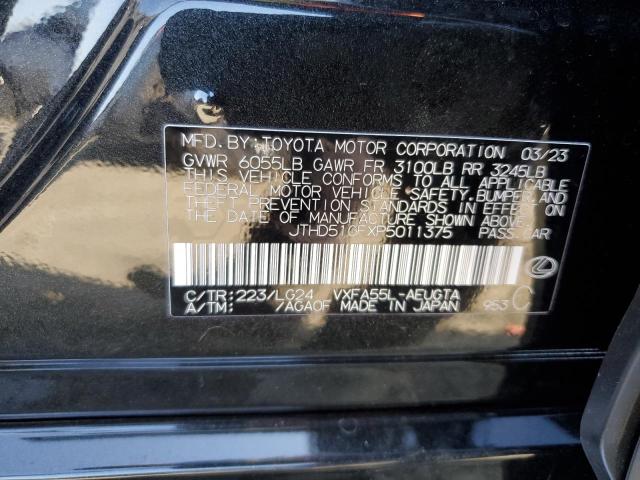 MFD. BY: TOYOTA MOTOR CORPORATION 03/23
GVWR 6055LB GAWR FR 3100LB RR 3245LB
THIS VEHICLE CONFORMS TO ALL APPLICABLE
FEDERAL MOTOR VEHICLE SAFETY, BUMPER, AND
THEFT PREVENTION STANDARDS IN EFFECT ON
THE DATE OF MANUFACTURE SHOWN ABOVE.
JTHD51GFXP5011375 PASS.CAR
C/TR: 223/LG24 VXFA55L-AEUGTA
A/TM: /AGA0F MADE IN JAPAN 953 C